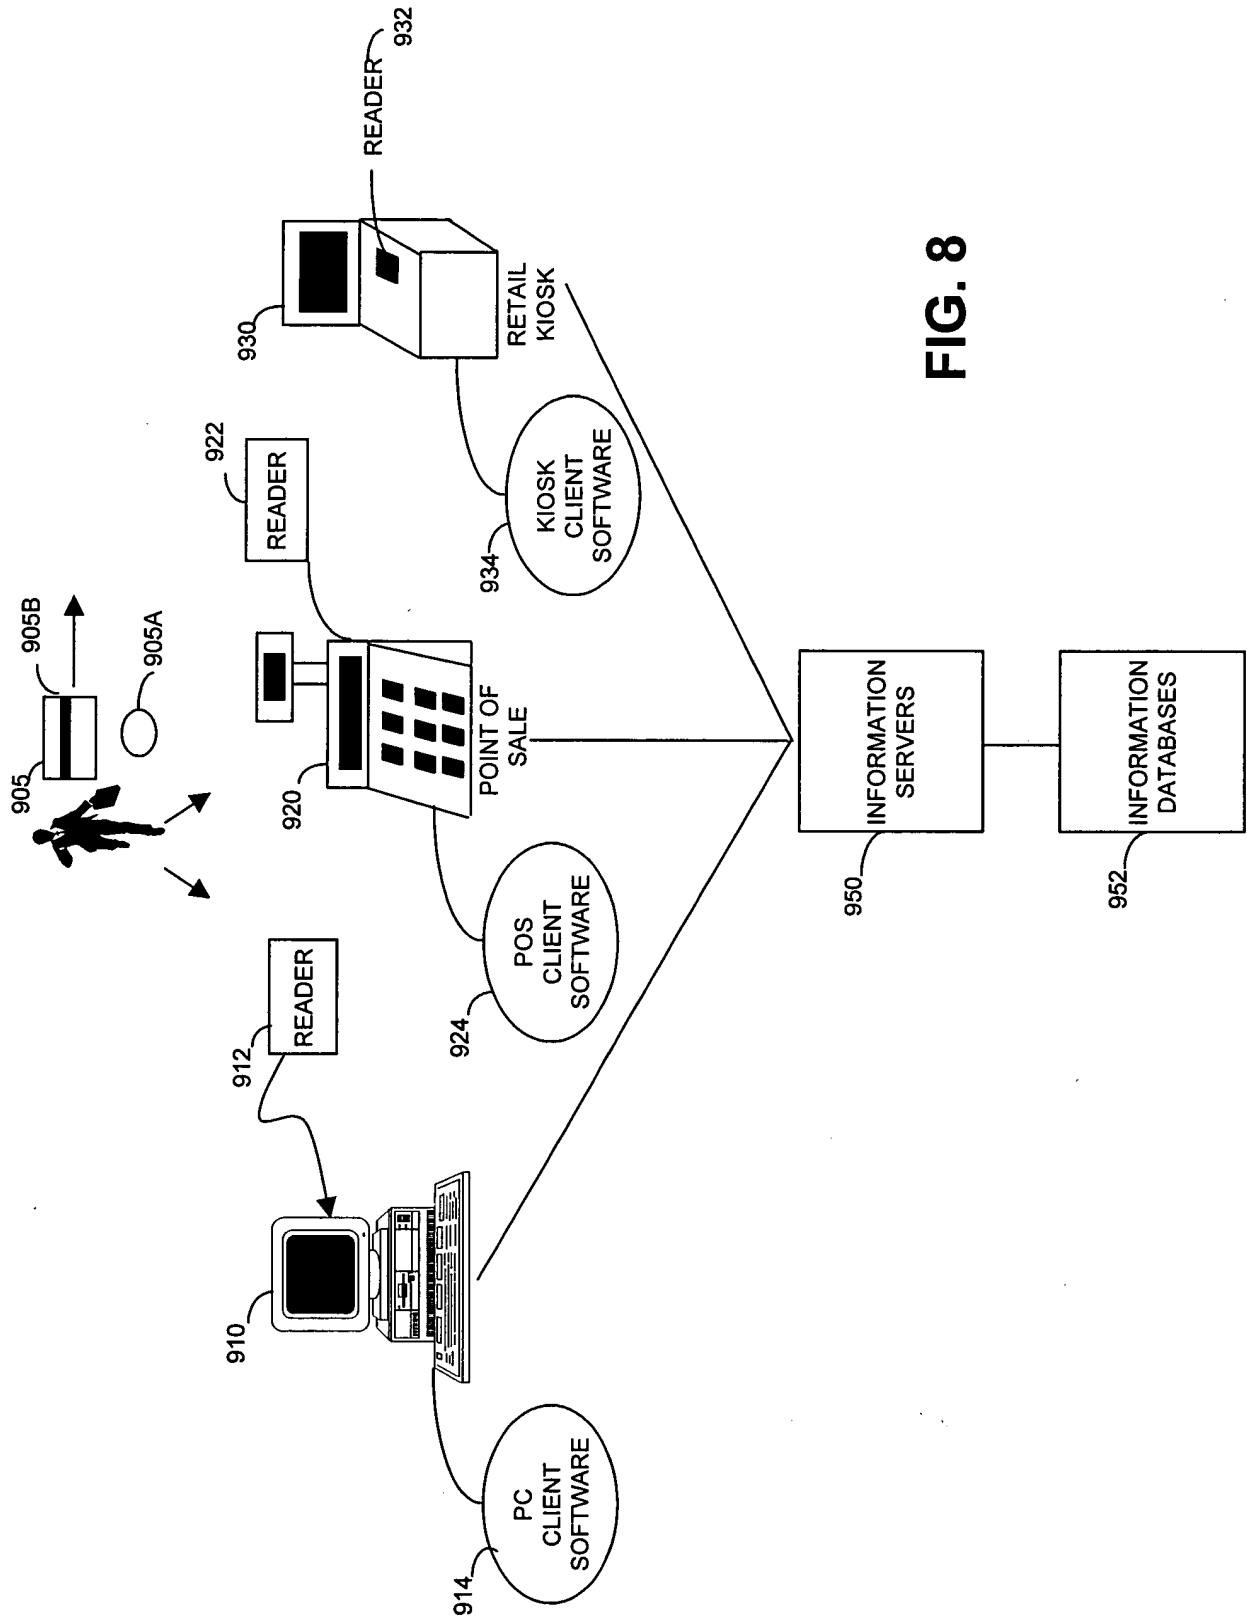 905
905B
905A
910
912
READER
920
922
READER
930
READER
932
POINT OF
SALE
RETAIL
KIOSK
914
PC
CLIENT
SOFTWARE
924
POS
CLIENT
SOFTWARE
934
KIOSK
CLIENT
SOFTWARE
950
INFORMATION
SERVERS
952
INFORMATION
DATABASES
FIG. 8